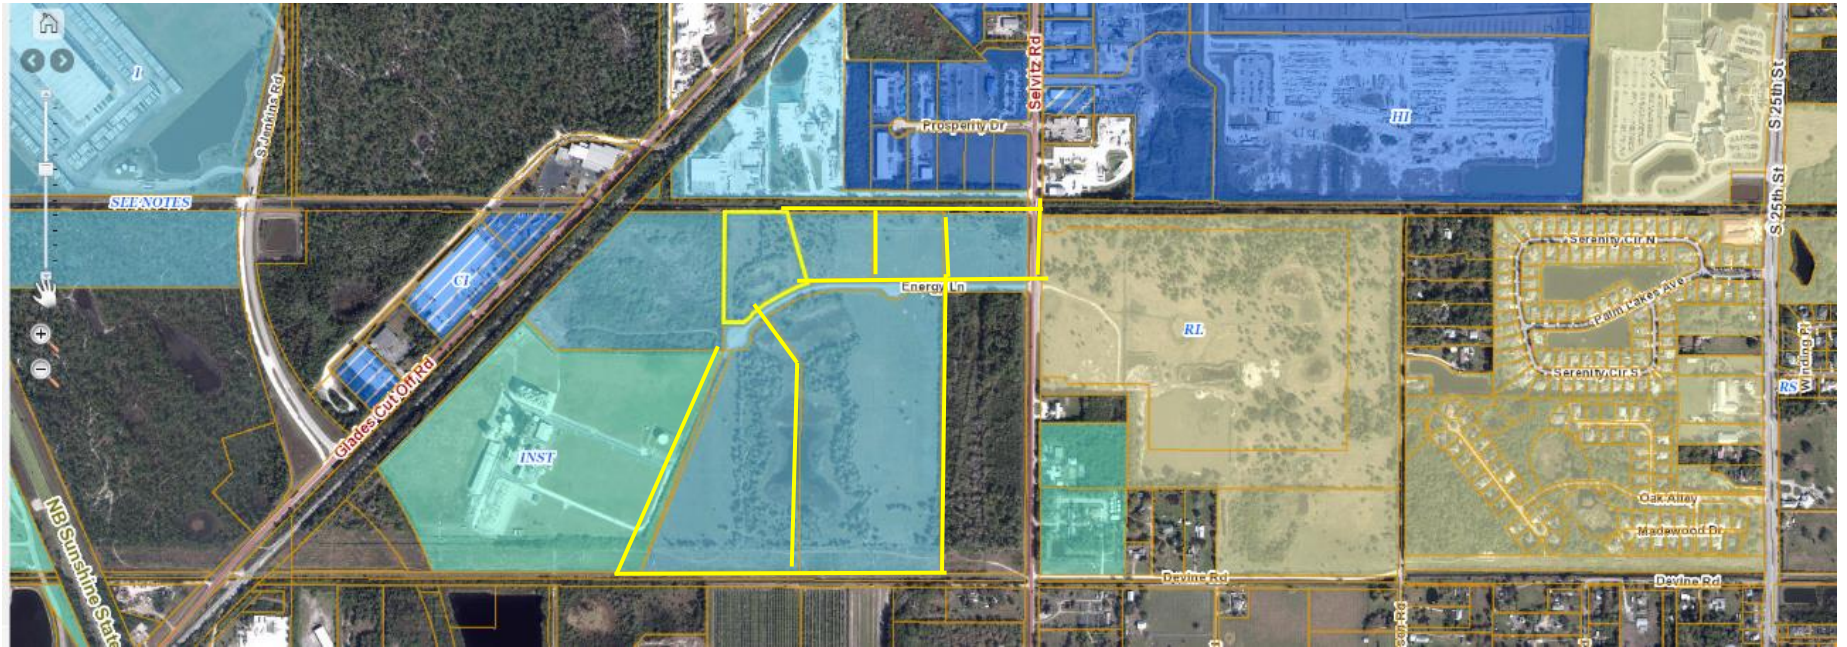 I
S Jenkins Rd
SEE NOTES
Prosperity Dr
Selvitz Rd
HI
S 25th St
S 25th St
CI
Glades Cut Off Rd
Energy Ln
RL
Serenity Cir N
Palm Lakes Ave
Serenity Cir S
Winding Pl
RS
INST
NB Sunshine State
Oak Alley
Madewood Dr
Devine Rd
Devine Rd